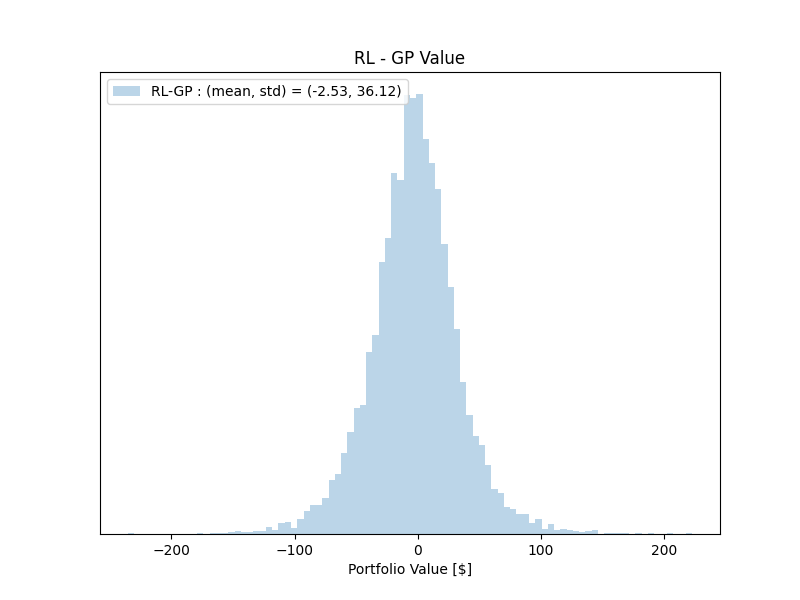 RL - GP Value
RL-GP : (mean, std) = (-2.53, 36.12)
−200 −100 0 100 200
Portfolio Value [$]